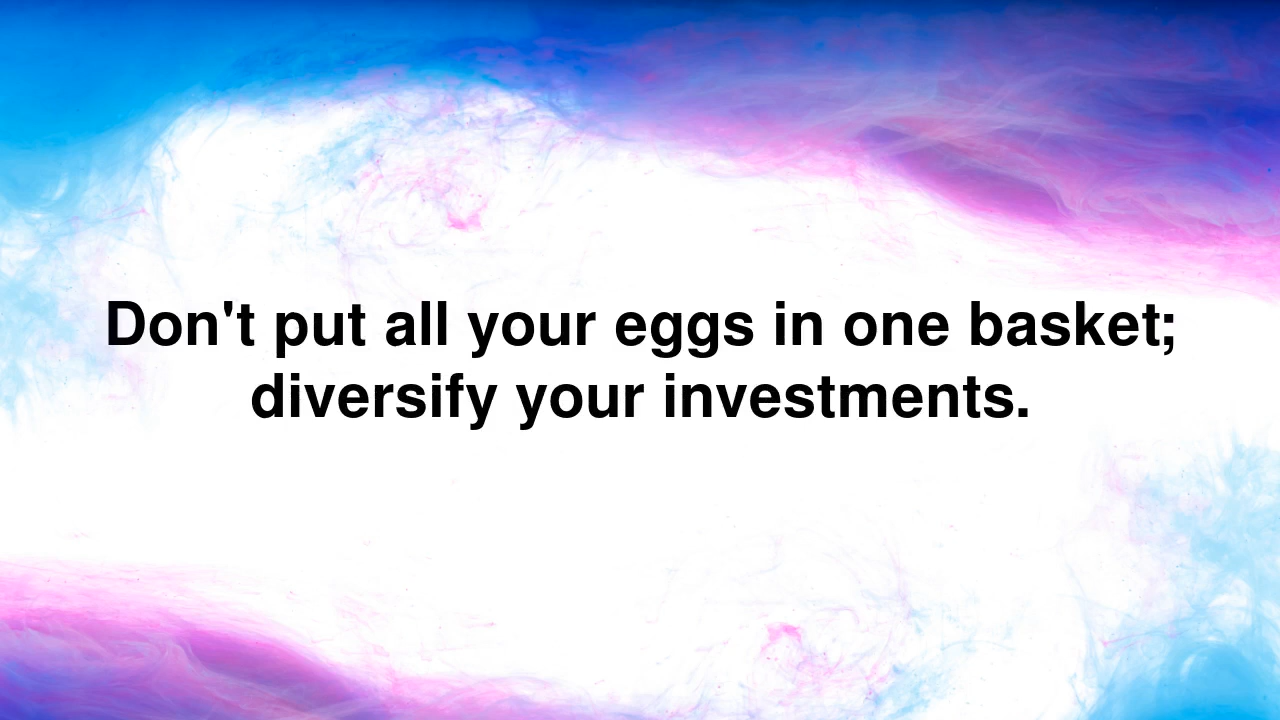 Don't put all your eggs in one basket;
diversify your investments.